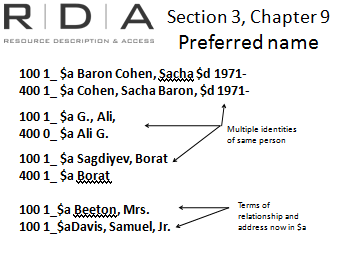 R | D | A
RESOURCE DESCRIPTION & ACCESS
Section 3, Chapter 9
Preferred name
100 1_ $a Baron Cohen, Sacha $d 1971-
400 1_ $a Cohen, Sacha Baron, $d 1971-
100 1_ $a G., Ali,
400 0_ $a Ali G.
Multiple identities
of same person
100 1_ $a Sagdiyev, Borat
400 1_ $a Borat
100 1_$a Beeton, Mrs.
100 1_$aDavis, Samuel, Jr.
Terms of
relationship and
address now in $a